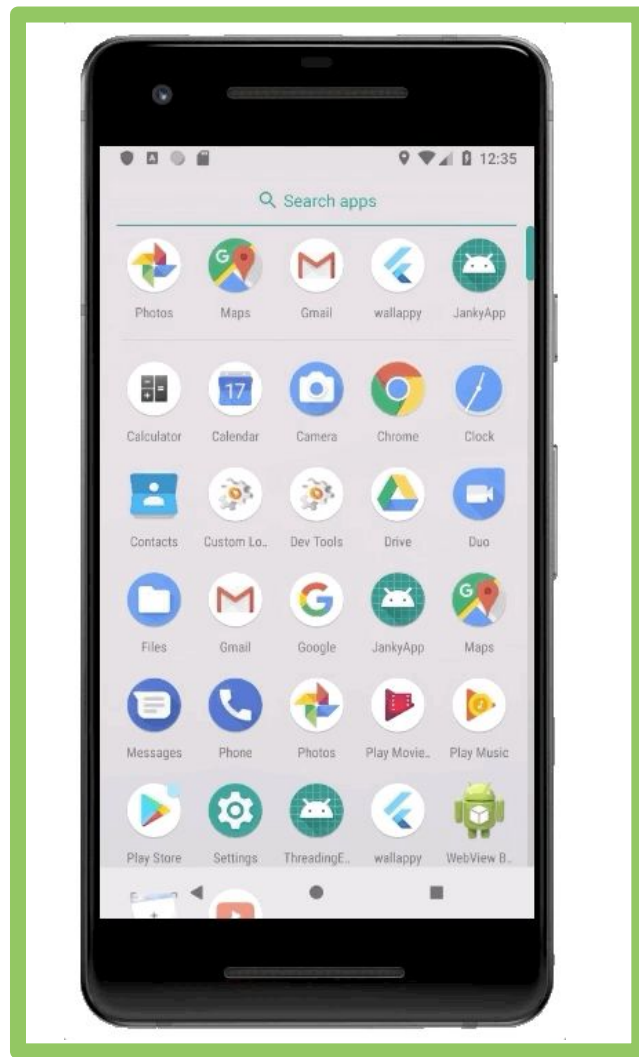 A 12:35
Search apps
G
Photos Maps Gmail wallappy JankyApp
17
Calculator Calendar Camera Chrome Clock
Contacts Custom Lo.. Dev Tools Drive Duo
G G
Files Gmail Google JankyApp Maps
Messages Phone Photos Play Movie.. Play Music
Play Store Settings ThreadingE.. wallappy WebView B..